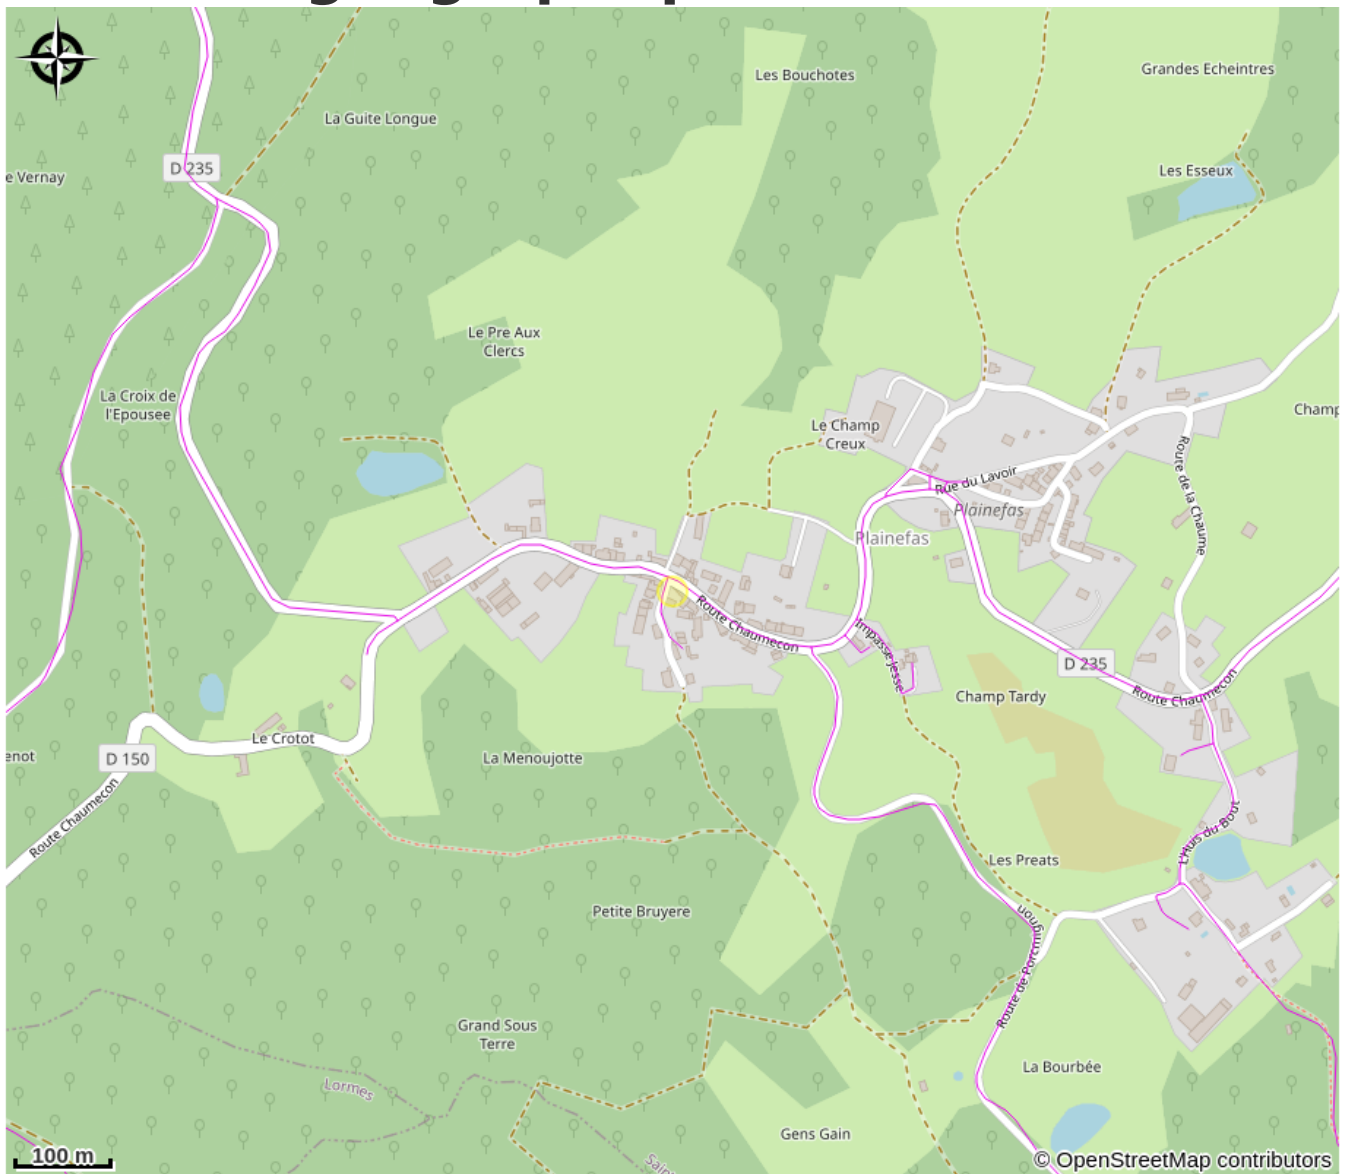 Les Bouchotes
Grandes Echeintres
La Guite Longue
D 235
e Vernay
Les Esseux
Le Pre Aux
Clercs
La Croix de
l'Epousee
Champ
Le Champ
Creux
Rue du Lavoir
Plainefas
Route de la Chaume
Plainefas
Route Chaumecon
Impasse Jesse
D 235
Route Chaumecon
Champ Tardy
Le Crotot
enot
D 150
La Menoujotte
Route Chaumecon
L'Huis du Bout
Les Preats
Petite Bruyere
Route de Porcmignon
Grand Sous
Terre
La Bourbée
Lormes
Gens Gain
100 m
© OpenStreetMap contributors